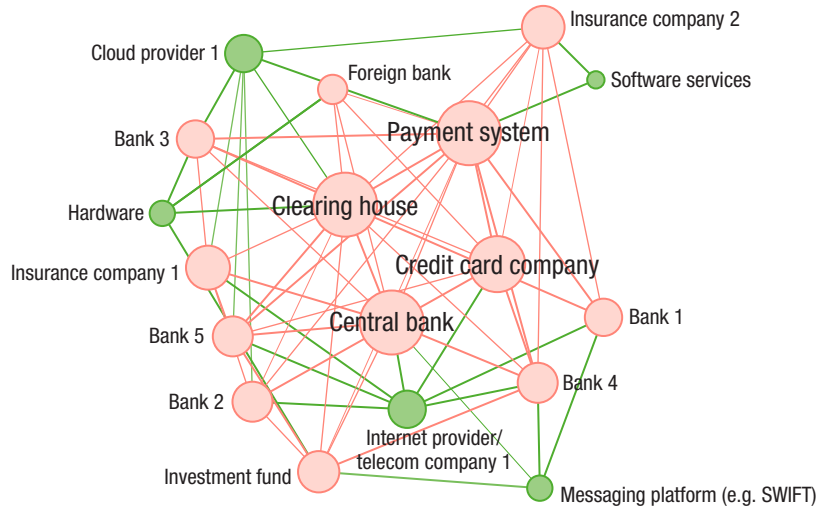 Insurance company 2
Cloud provider 1
Foreign bank
Software services
Payment system
Bank 3
Hardware
Clearing house
Insurance company 1
Credit card company
Bank 5
Central bank
Bank 1
Bank 4
Bank 2
Internet provider/
telecom company 1
Investment fund
Messaging platform (e.g. SWIFT)